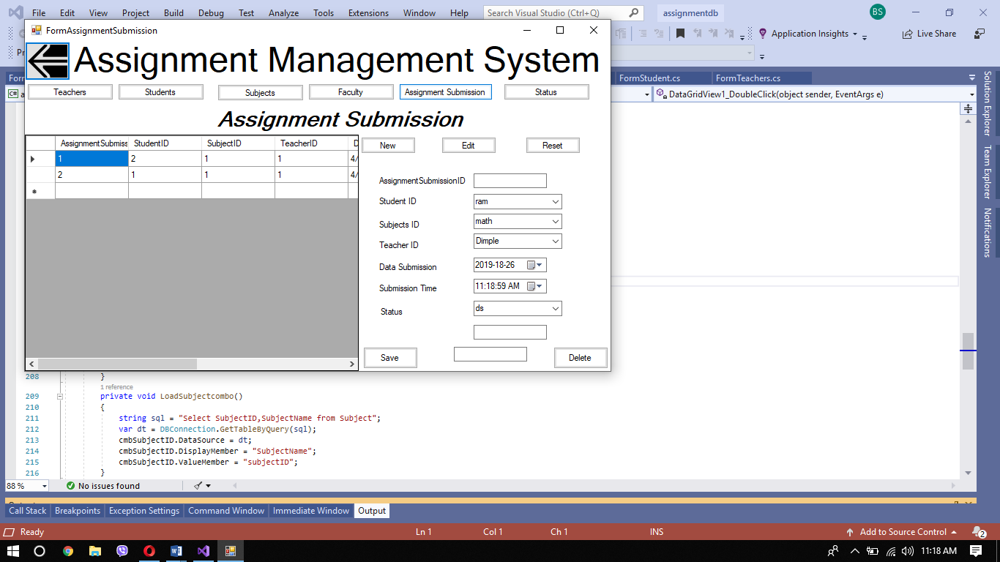 File Edit View Project Build Debug Test Analyze Tools Extensions Window Help Search Visual Studio (Ctrl+Q) assignmentdb BS
FormAssignmentSubmission
Application Insights Live Share
Assignment Management System
FormStudent.cs FormTeachers.cs
Teachers Students Subjects Faculty Assignment Submission Status
C# DataGridView1_DoubleClick(object sender, EventArgs e)
Assignment Submission
AssignmentSubmiss StudentID SubjectID TeacherID D
1 2 1 1 4/
2 1 1 1 4/
*
New Edit Reset
AssignmentSubmissionID
Student ID ram
Subjects ID math
Teacher ID Dimple
Data Submission 2019-18-26
Submission Time 11:18:59 AM
Status ds
Save Delete
Solution Explorer
Team Explorer
Notifications
208 }
1 reference
209 private void LoadSubjectcombo()
210 {
211 string sql = "Select SubjectID,SubjectName from Subject";
212 var dt = DBConnection.GetTableByQuery(sql);
213 cmbSubjectID.DataSource = dt;
214 cmbSubjectID.DisplayMember = "SubjectName";
215 cmbSubjectID.ValueMember = "subjectID";
216 }
88 % No issues found
Call Stack Breakpoints Exception Settings Command Window Immediate Window Output
Ready Ln 1 Col 1 Ch 1 INS Add to Source Control 2
11:18 AM